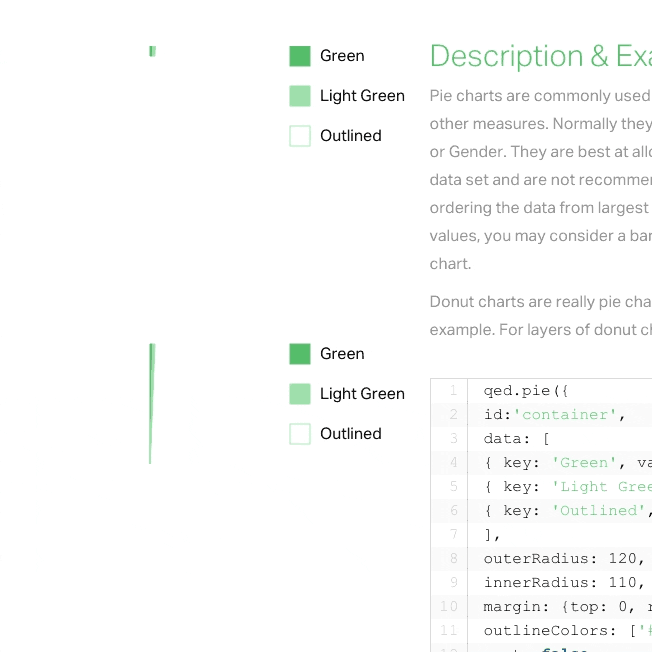 Green
Light Green
Outlined
Description & Exa
Pie charts are commonly used
other measures. Normally they
or Gender. They are best at allo
data set and are not recommen
ordering the data from largest
values, you may consider a bar
chart.
Donut charts are really pie cha
example. For layers of donut ch
Green
Light Green
Outlined
1 qed.pie({
2 id:'container',
3 data: [
4 { key: 'Green', va
5 { key: 'Light Gree
6 { key: 'Outlined',
7 ],
8 outerRadius: 120,
9 innerRadius: 110,
10 margin: {top: 0, r
11 outlineColors: ['#